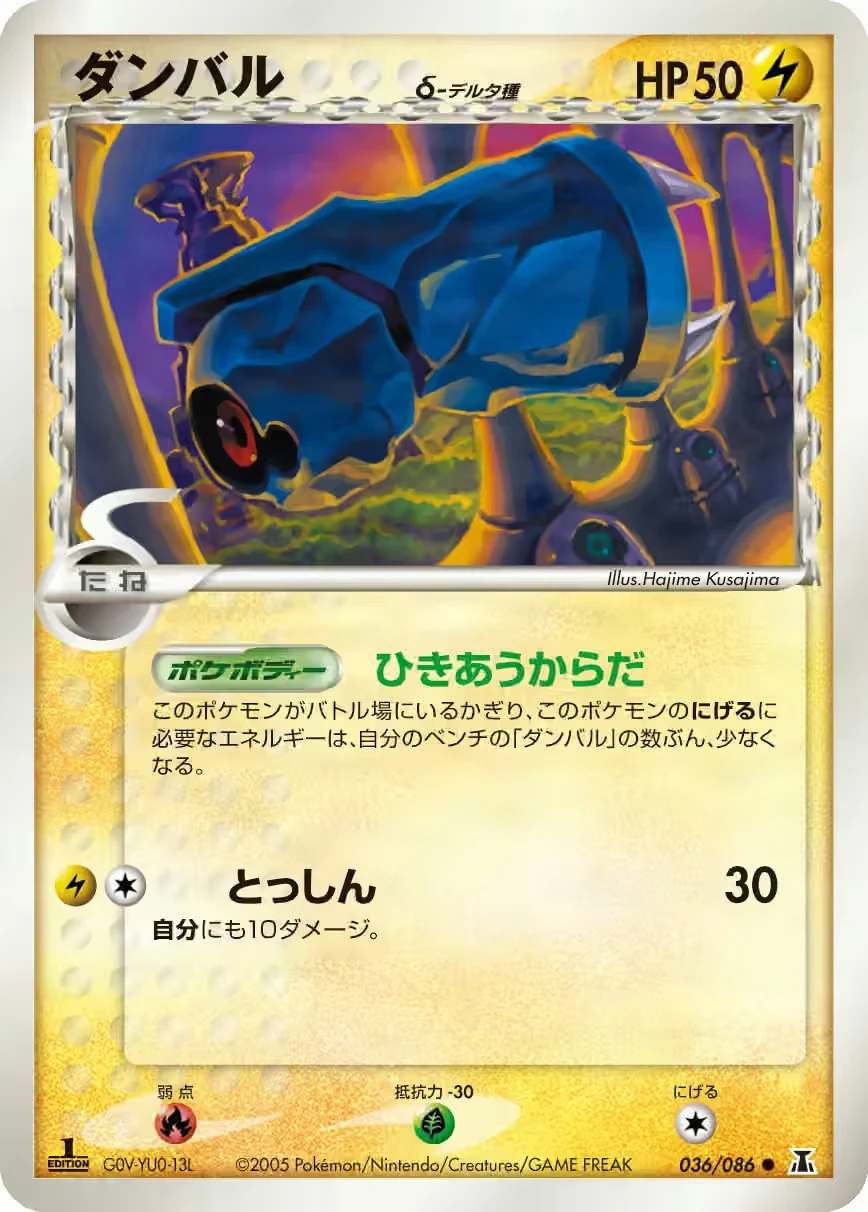 ダンバル δ-デルタ種 HP50
たね
Illus.Hajime Kusajima
ポケボディー ひきあうからだ
このポケモンがバトル場にいるかぎり、このポケモンのにげるに
必要なエネルギーは、自分のベンチの「ダンバル」の数ぶん、少なく
なる。
とっしん 30
自分にも10ダメージ。
弱点 抵抗力 -30 にげる
1 EDITION G0V-YU0-13L ©2005 Pokémon/Nintendo/Creatures/GAME FREAK 036/086